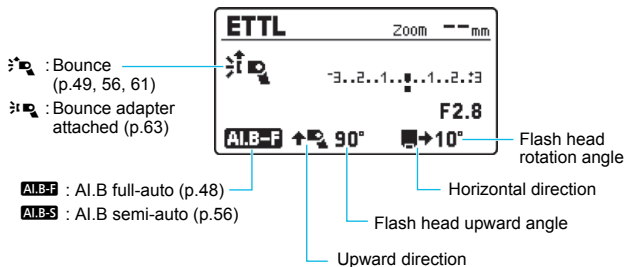 ETTL
Zoom −−mm
: Bounce
(p.49, 56, 61)
-3..2..1..▮..1..2.:3
: Bounce adapter
attached (p.63)
F2.8
AI.B-F 90° 10°
Flash head
rotation angle
AI.B-F : AI.B full-auto (p.48)
Horizontal direction
AI.B-S : AI.B semi-auto (p.56)
Flash head upward angle
Upward direction